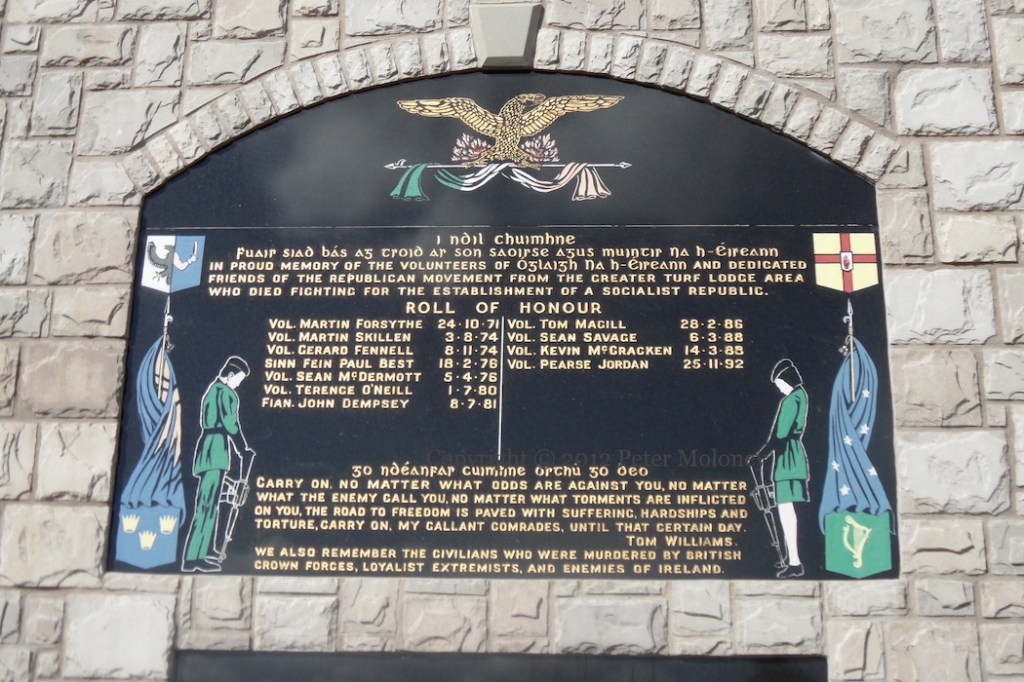 I ndíl chuimhne
Fuair siad bás ag troid ar son saoirse agus muintir na h-Éireann
IN PROUD MEMORY OF THE VOLUNTEERS OF Óglaigh na h-Éireann AND DEDICATED
FRIENDS OF THE REPUBLICAN MOVEMENT FROM THE GREATER TURF LODGE AREA
WHO DIED FIGHTING FOR THE ESTABLISHMENT OF A SOCIALIST REPUBLIC.
ROLL OF HONOUR
VOL. MARTIN FORSYTHE 24·10·71
VOL. MARTIN SKILLEN 3·8·74
VOL. GERARD FENNELL 8·11·74
SINN FEIN PAUL BEST 18·2·76
VOL. SEAN McDERMOTT 5·4·76
VOL. TERENCE O'NEILL 1·7·80
FIAN. JOHN DEMPSEY 8·7·81
VOL. TOM MAGILL 28·2·86
VOL. SEAN SAVAGE 6·3·88
VOL. KEVIN McCRACKEN 14·3·88
VOL. PEARSE JORDAN 25·11·92
Copyright © 2012 Peter Moloney
Go ndéanfar cuimhne orthú go deo
CARRY ON, NO MATTER WHAT ODDS ARE AGAINST YOU, NO MATTER
WHAT THE ENEMY CALL YOU, NO MATTER WHAT TORMENTS ARE INFLICTED
ON YOU, THE ROAD TO FREEDOM IS PAVED WITH SUFFERING, HARDSHIPS AND
TORTURE, CARRY ON, MY GALLANT COMRADES, UNTIL THAT CERTAIN DAY.
TOM WILLIAMS.
WE ALSO REMEMBER THE CIVILIANS WHO WERE MURDERED BY BRITISH
CROWN FORCES, LOYALIST EXTREMISTS, AND ENEMIES OF IRELAND.